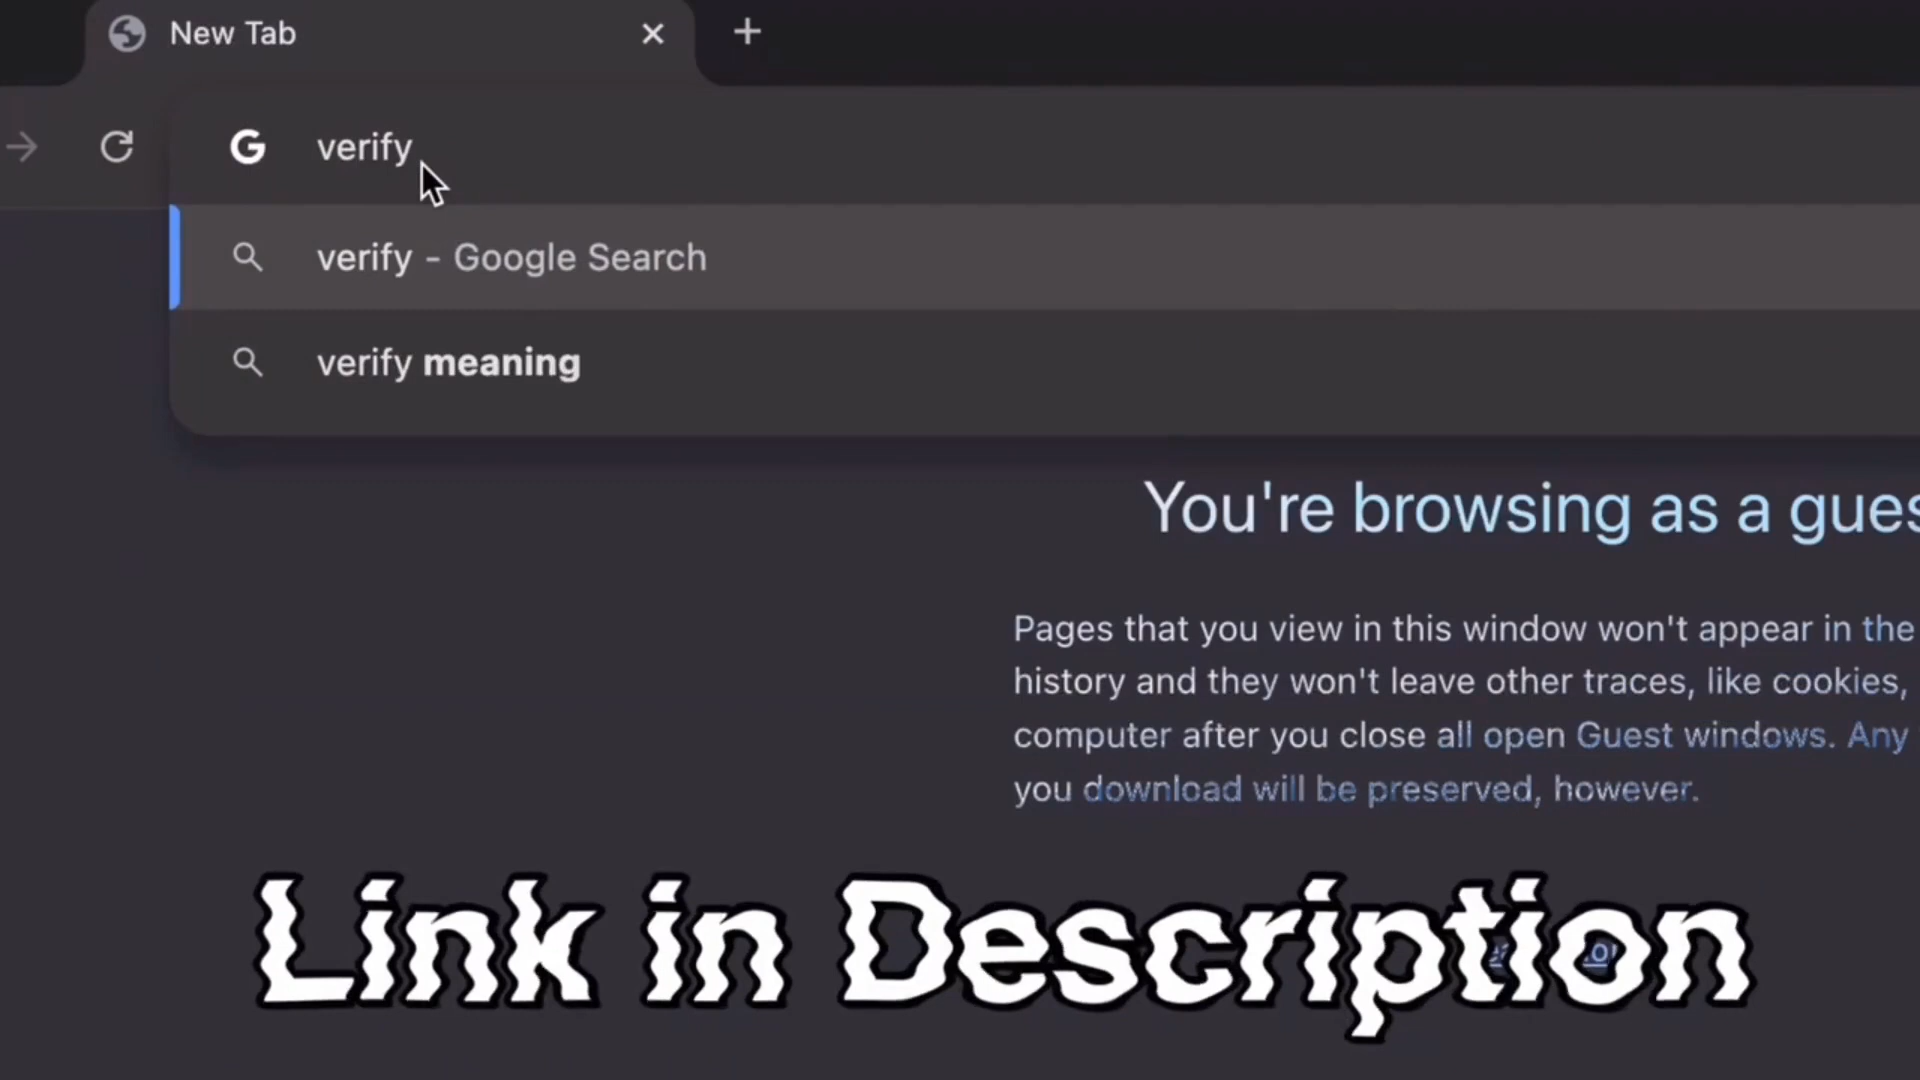 New Tab
verify
verify - Google Search
verify meaning
You're browsing as a
Pages that you view in this window won't appear in the
history and they won't leave other traces, like cookies,
computer after you close all open Guest windows. Any
you download will be preserved, however.
Link in Description